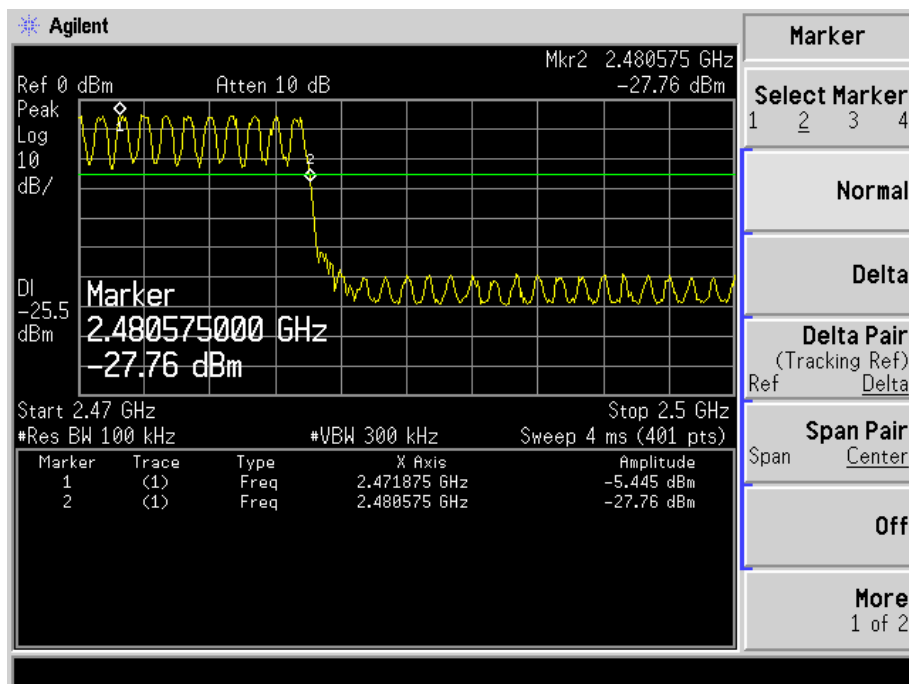 Agilent
Marker
Mkr2 2.480575 GHz
Ref 0 dBm Atten 10 dB -27.76 dBm
Peak
Log
10
dB/
1
2
DI
-25.5
dBm
Marker
2.480575000 GHz
-27.76 dBm
Start 2.47 GHz Stop 2.5 GHz
#Res BW 100 kHz #VBW 300 kHz Sweep 4 ms (401 pts)
Marker Trace Type X Axis Amplitude
1 (1) Freq 2.471875 GHz -5.445 dBm
2 (1) Freq 2.480575 GHz -27.76 dBm
Select Marker
1 2 3 4
Normal
Delta
Delta Pair
(Tracking Ref)
Ref Delta
Span Pair
Span Center
Off
More
1 of 2